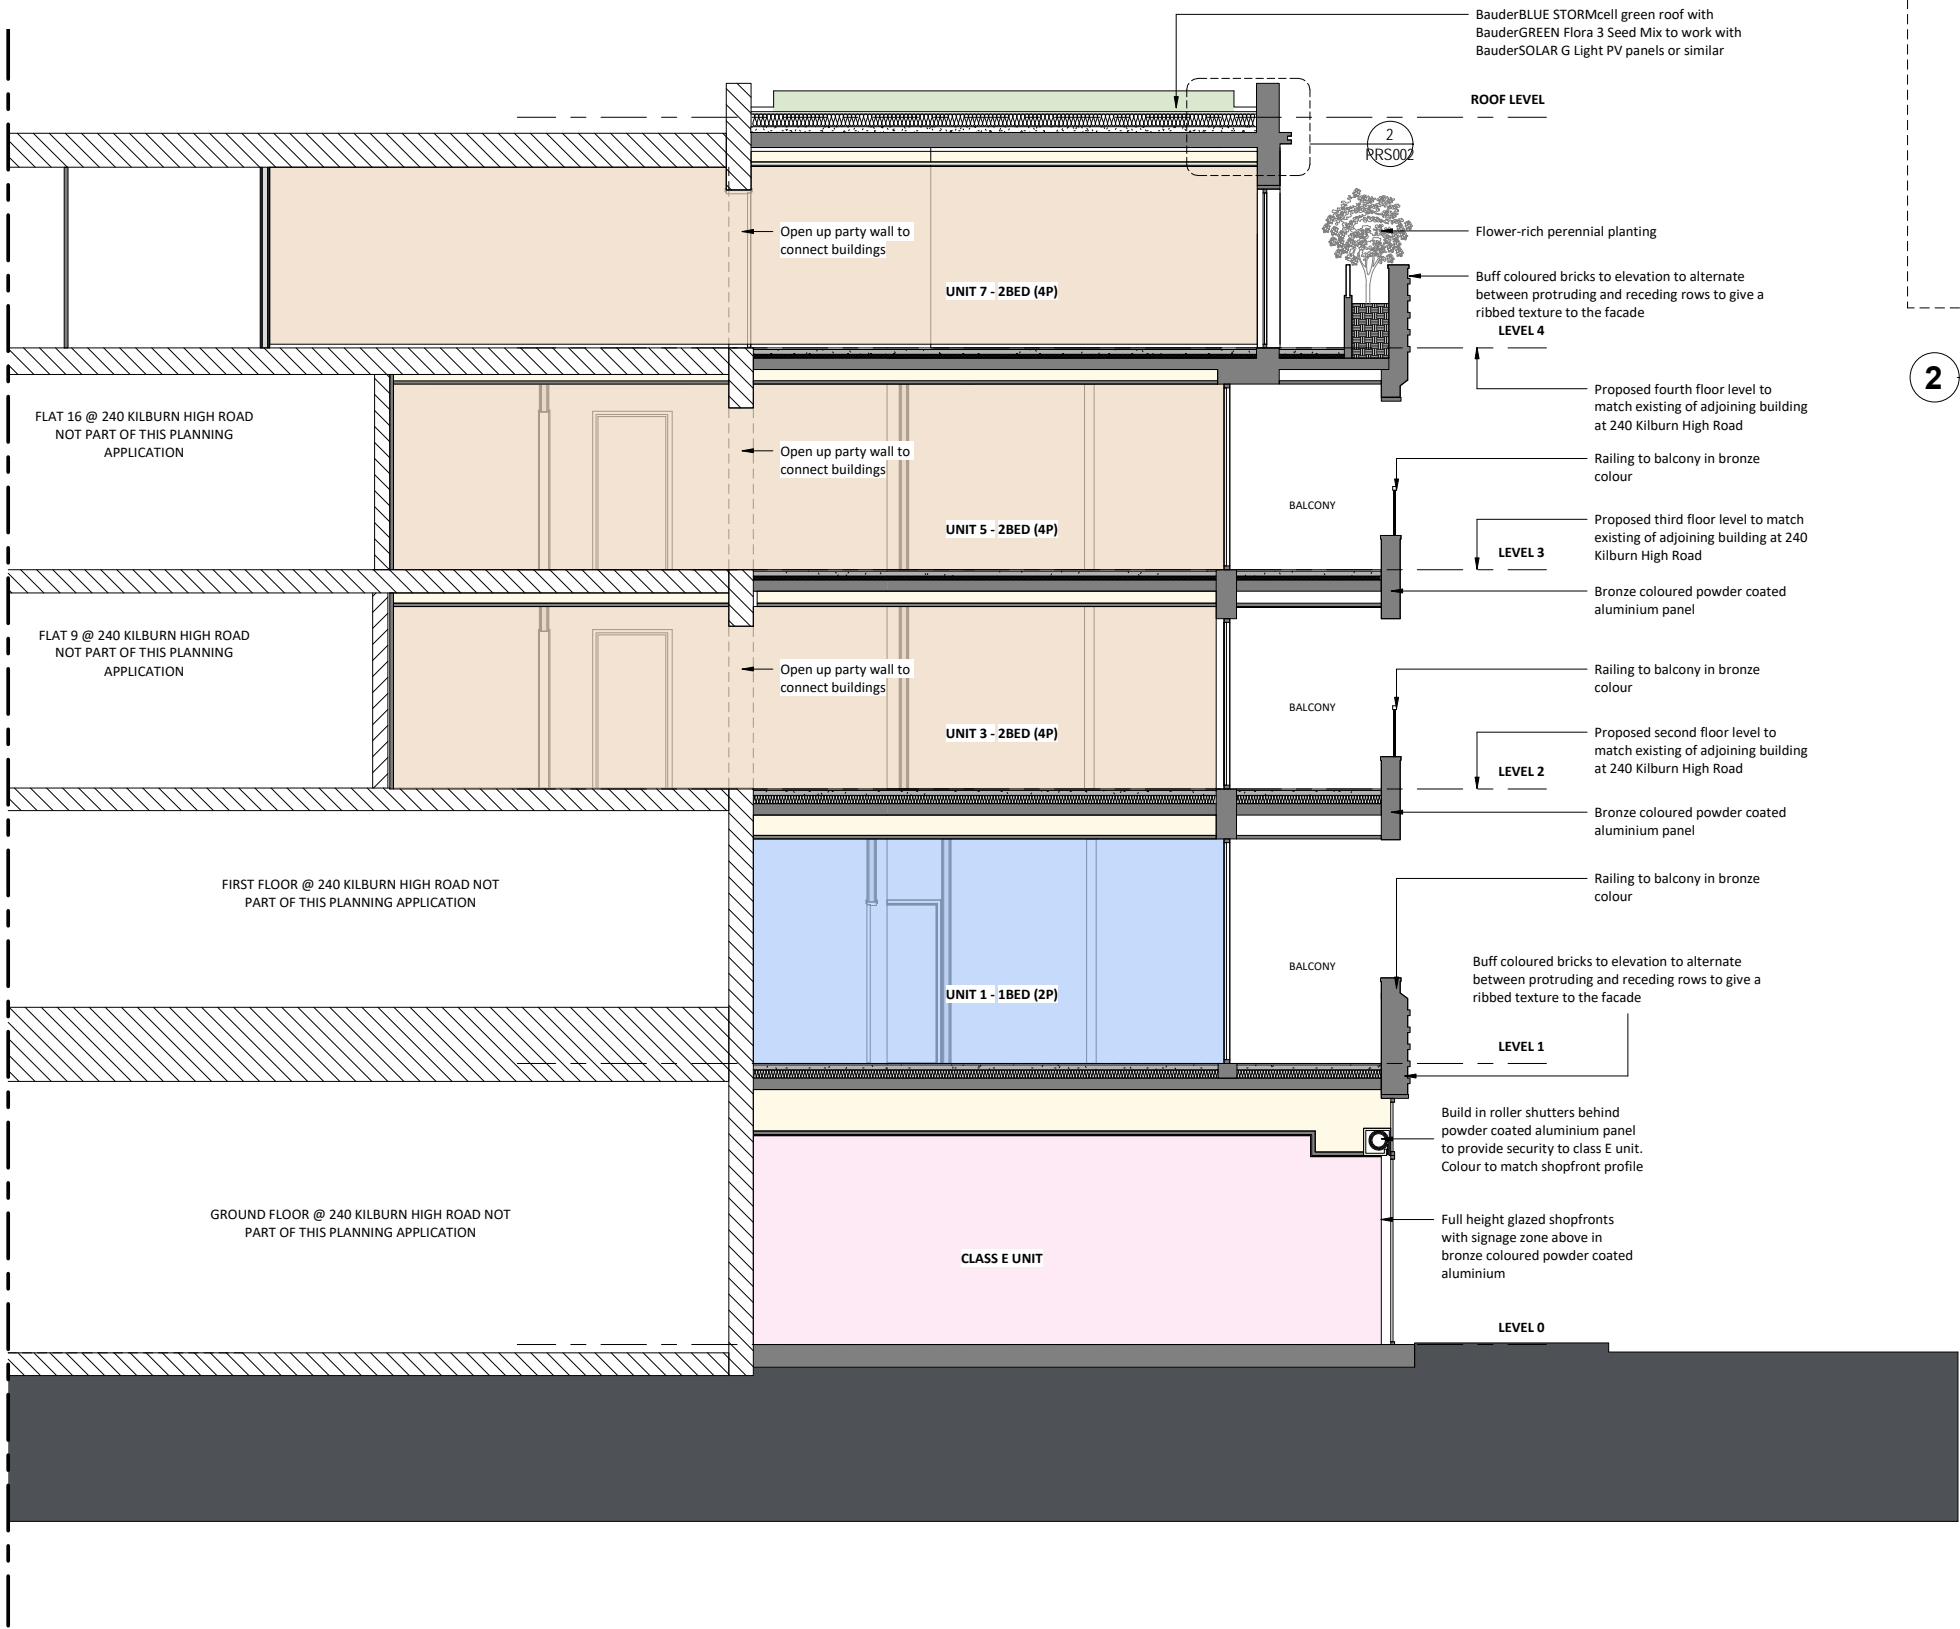 BauderBLUE STORMcell green roof with
BauderGREEN Flora 3 Seed Mix to work with
BauderSOLAR G Light PV panels or similar
ROOF LEVEL
2
PRS002
Open up party wall to
connect buildings
UNIT 7 - 2BED (4P)
Flower-rich perennial planting
Buff coloured bricks to elevation to alternate
between protruding and receding rows to give a
ribbed texture to the facade
LEVEL 4
2
Proposed fourth floor level to
match existing of adjoining building
at 240 Kilburn High Road
FLAT 16 @ 240 KILBURN HIGH ROAD
NOT PART OF THIS PLANNING
APPLICATION
Open up party wall to
connect buildings
UNIT 5 - 2BED (4P)
BALCONY
Railing to balcony in bronze
colour
Proposed third floor level to match
existing of adjoining building at 240
Kilburn High Road
LEVEL 3
Bronze coloured powder coated
aluminium panel
FLAT 9 @ 240 KILBURN HIGH ROAD
NOT PART OF THIS PLANNING
APPLICATION
Open up party wall to
connect buildings
UNIT 3 - 2BED (4P)
BALCONY
Railing to balcony in bronze
colour
Proposed second floor level to
match existing of adjoining building
at 240 Kilburn High Road
LEVEL 2
Bronze coloured powder coated
aluminium panel
FIRST FLOOR @ 240 KILBURN HIGH ROAD NOT
PART OF THIS PLANNING APPLICATION
UNIT 1 - 1BED (2P)
BALCONY
Railing to balcony in bronze
colour
Buff coloured bricks to elevation to alternate
between protruding and receding rows to give a
ribbed texture to the facade
LEVEL 1
Build in roller shutters behind
powder coated aluminium panel
to provide security to class E unit.
Colour to match shopfront profile
GROUND FLOOR @ 240 KILBURN HIGH ROAD NOT
PART OF THIS PLANNING APPLICATION
CLASS E UNIT
Full height glazed shopfronts
with signage zone above in
bronze coloured powder coated
aluminium
LEVEL 0